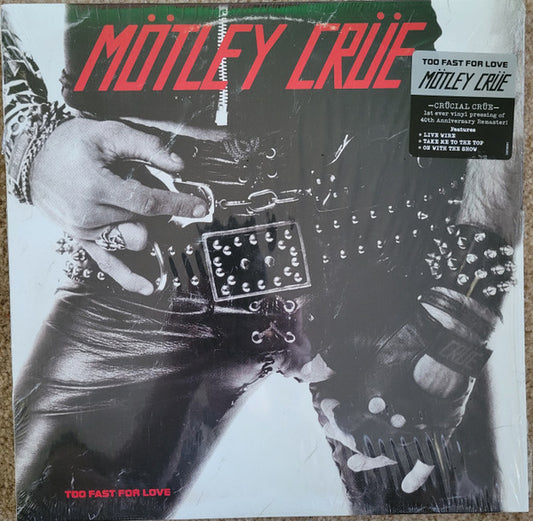 MÖTLEY CRÜE
TOO FAST FOR LOVE
MÖTLEY CRÜE
—CRÜCIAL CRÜE—
1st ever vinyl pressing of
40th Anniversary Remaster!
Features
LIVE WIRE
TAKE ME TO THE TOP
ON WITH THE SHOW
CRÜE
TOO FAST FOR LOVE